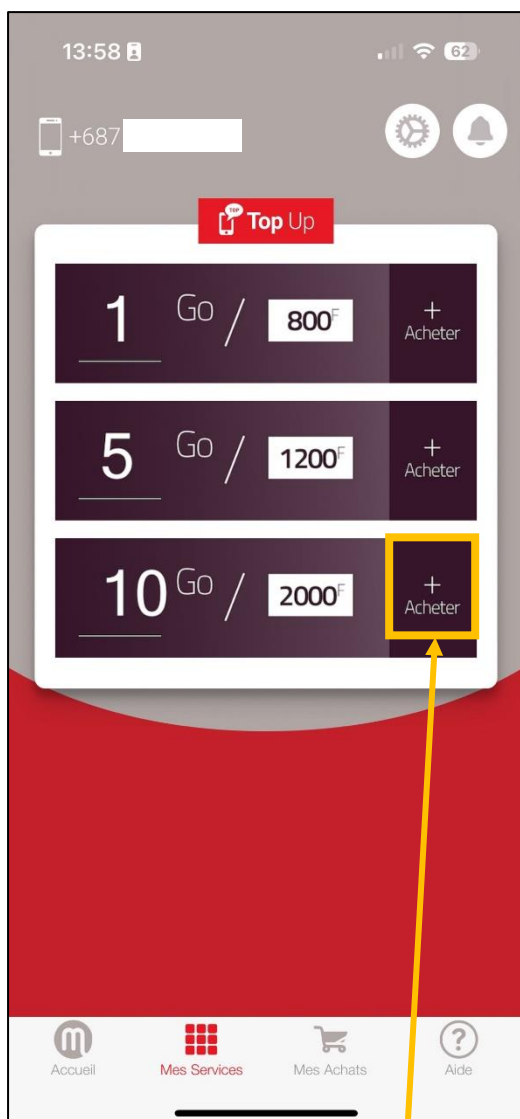 13:58
62
+687
TOP
Top Up
1 Go / 800F
+
Acheter
5 Go / 1200F
+
Acheter
10 Go / 2000F
+
Acheter
m
Accueil
Mes Services
Mes Achats
?
Aide